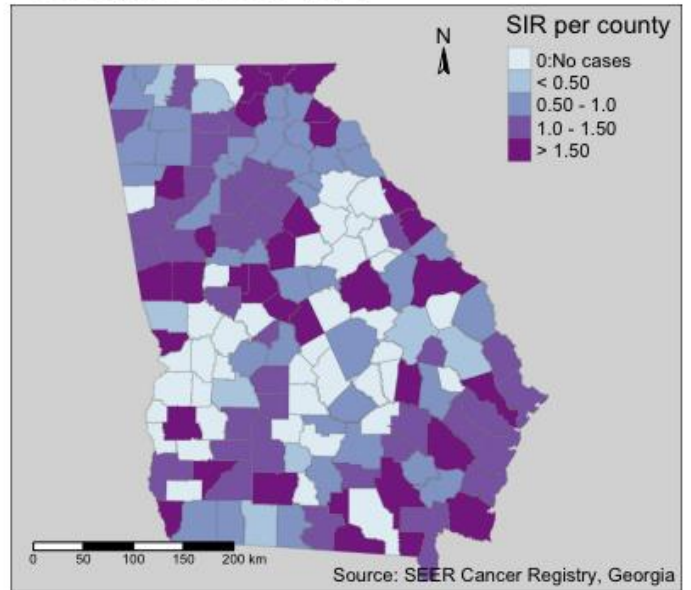 SIR per county
N
0:No cases
< 0.50
0.50 - 1.0
1.0 - 1.50
> 1.50
0 50 100 150 200 km
Source: SEER Cancer Registry, Georgia